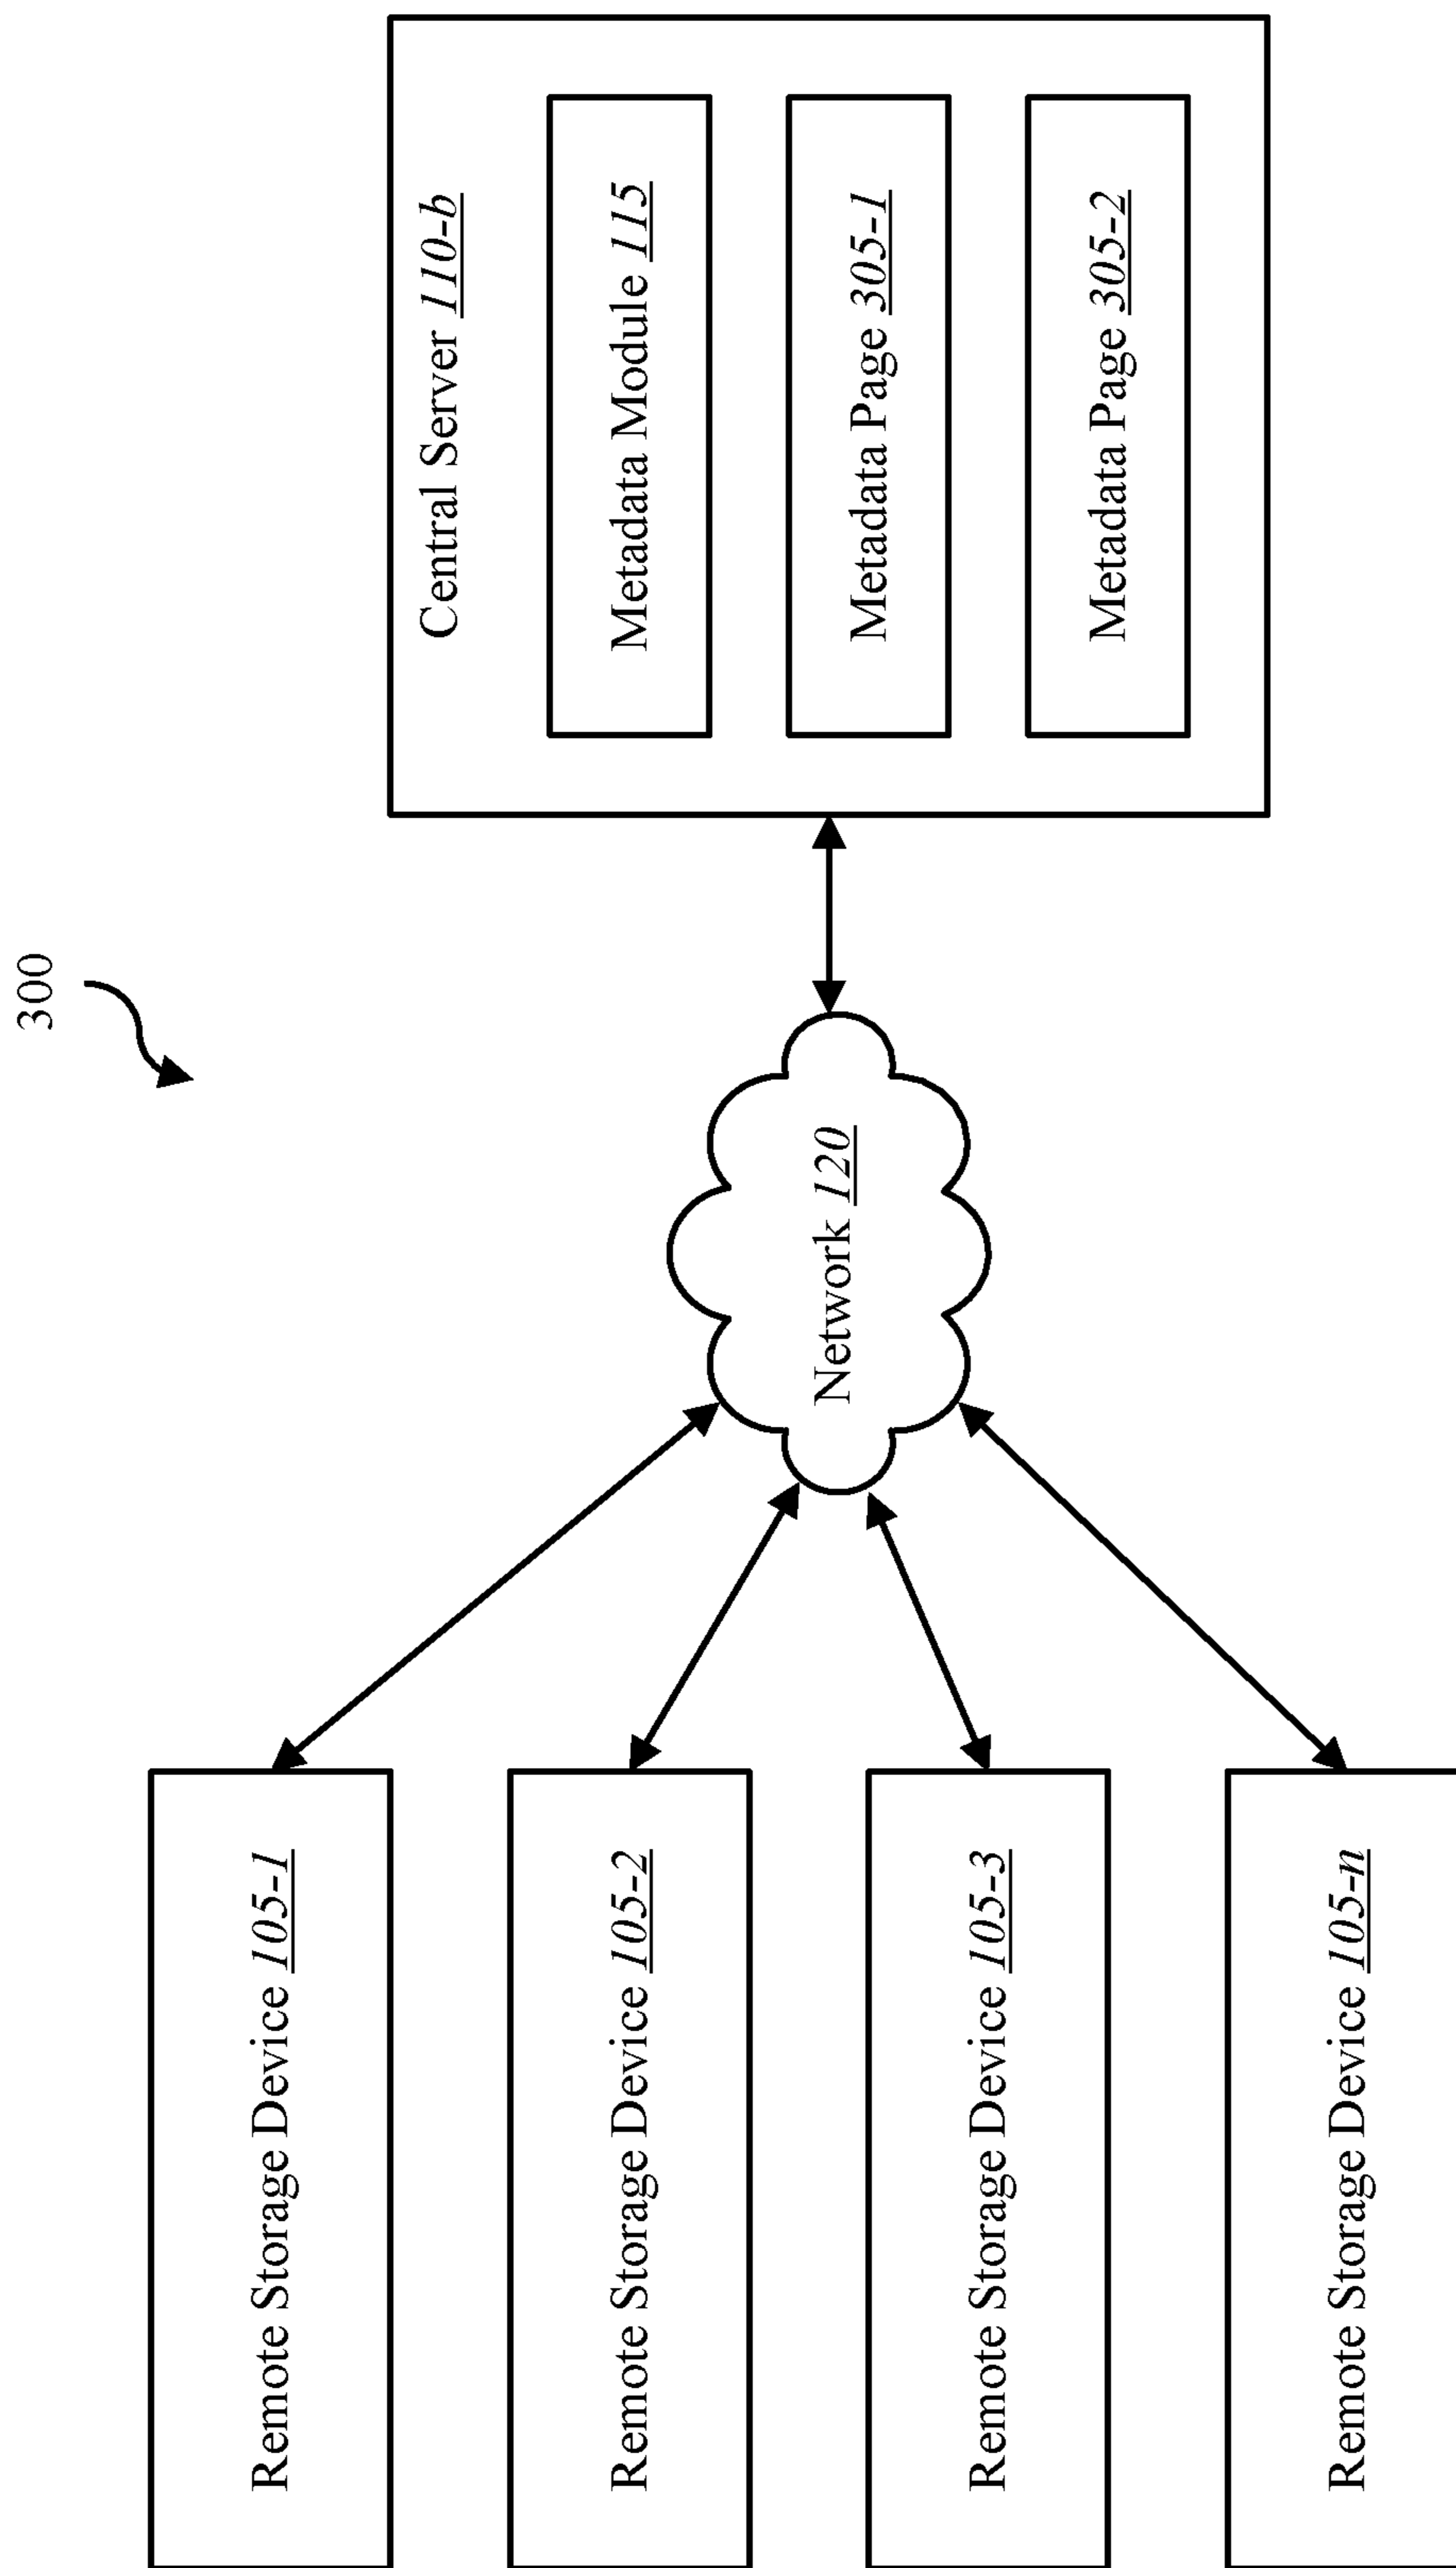 300
Remote Storage Device 105-1
Remote Storage Device 105-2
Remote Storage Device 105-3
Remote Storage Device 105-n
Network 120
Central Server 110-b
Metadata Module 115
Metadata Page 305-1
Metadata Page 305-2